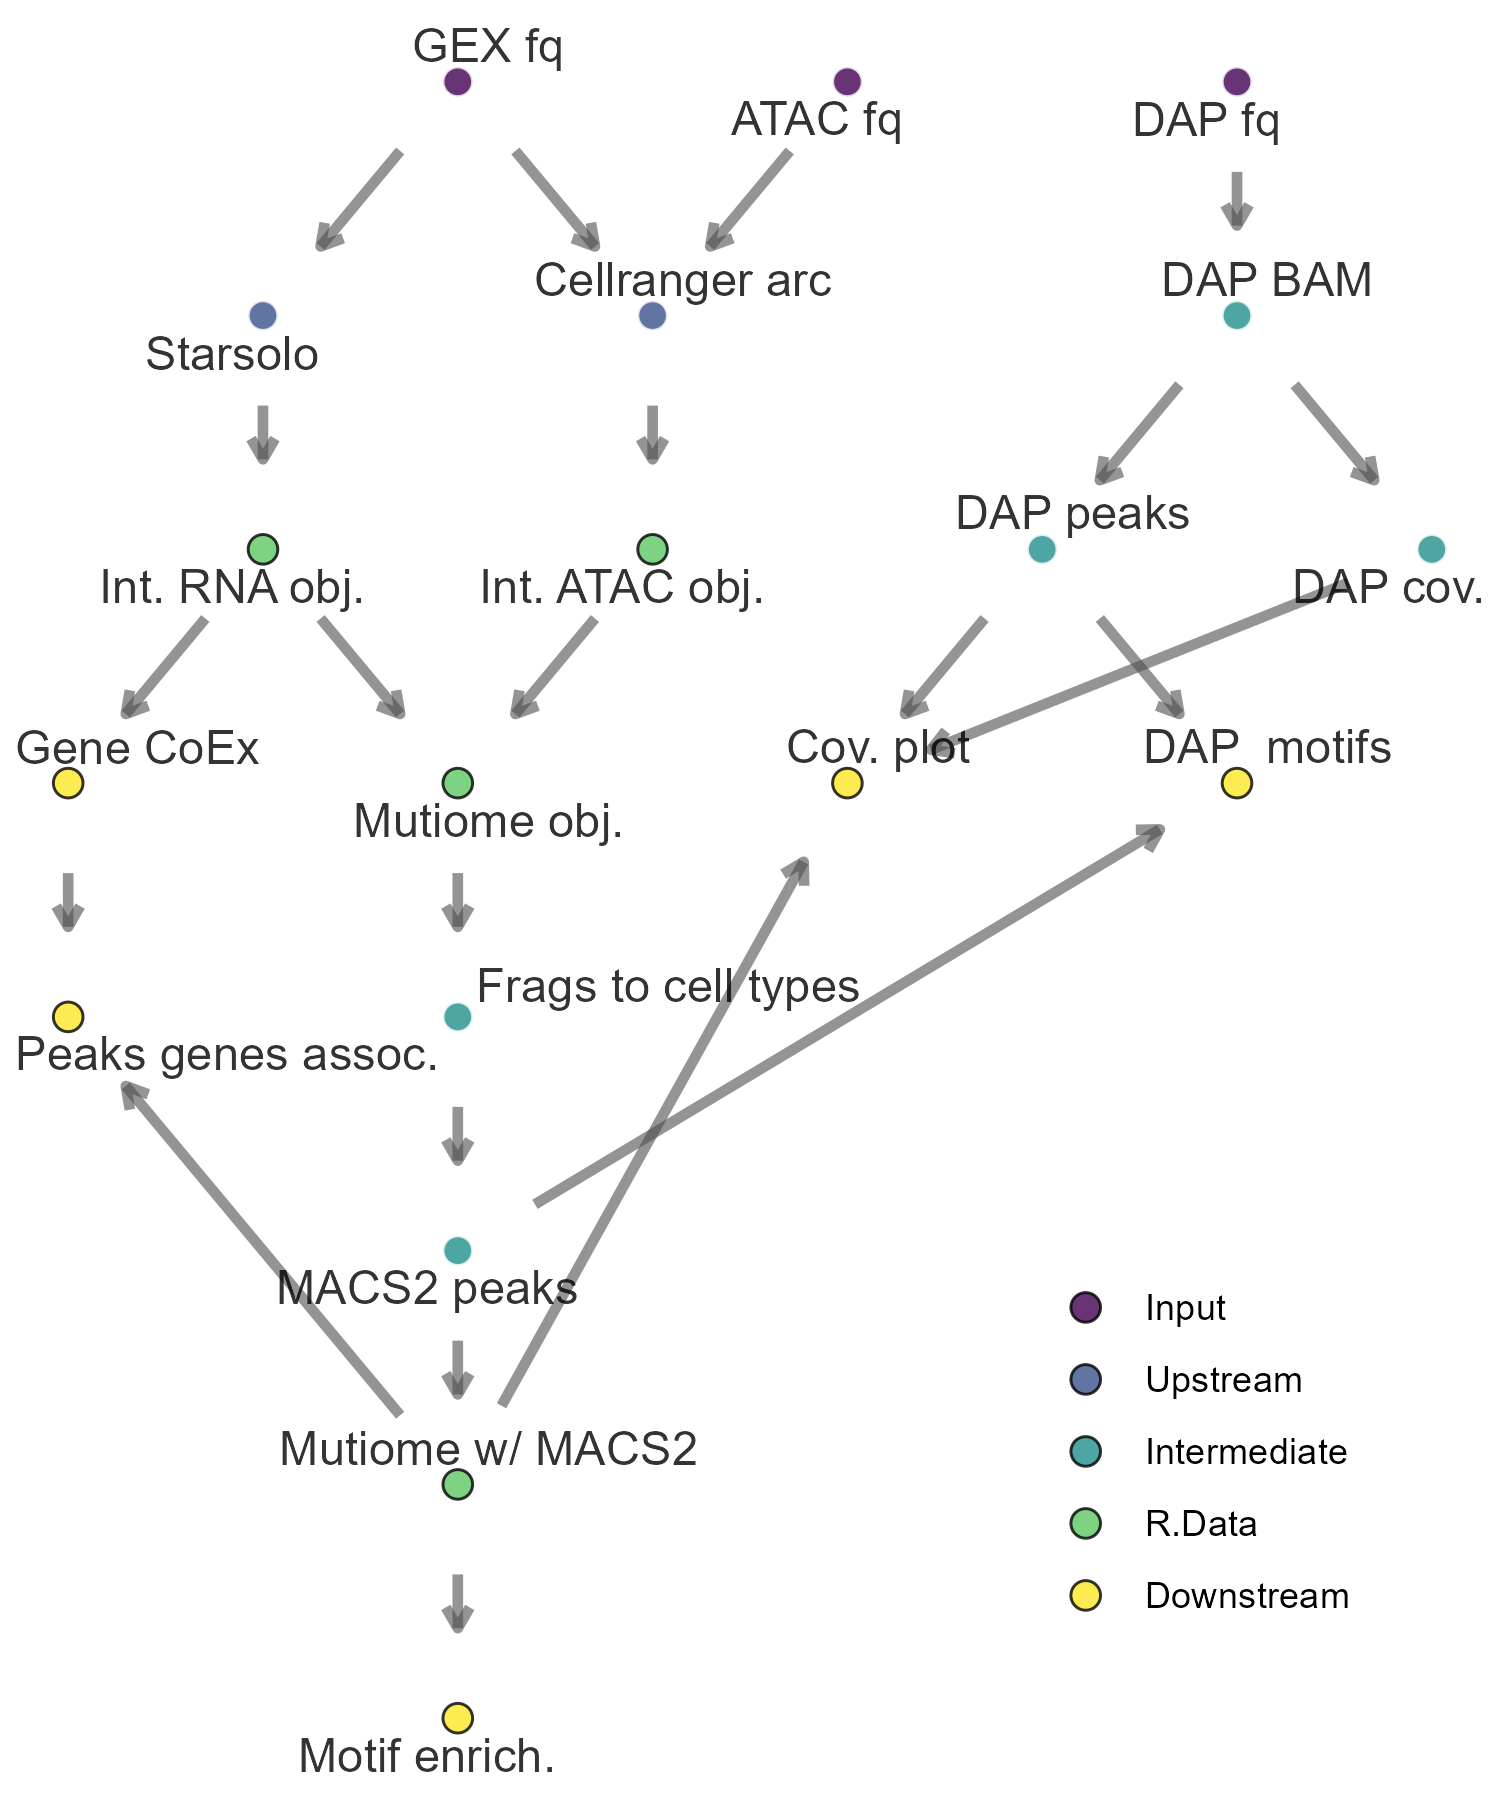 GEX fq
ATAC fq
DAP fq
Cellranger arc
DAP BAM
Starsolo
DAP peaks
Int. RNA obj.
Int. ATAC obj.
DAP cov.
Gene CoEx
Cov. plot
DAP motifs
Mutiome obj.
Frags to cell types
Peaks genes assoc.
MACS2 peaks
Mutiome w/ MACS2
Motif enrich.
Input
Upstream
Intermediate
R.Data
Downstream